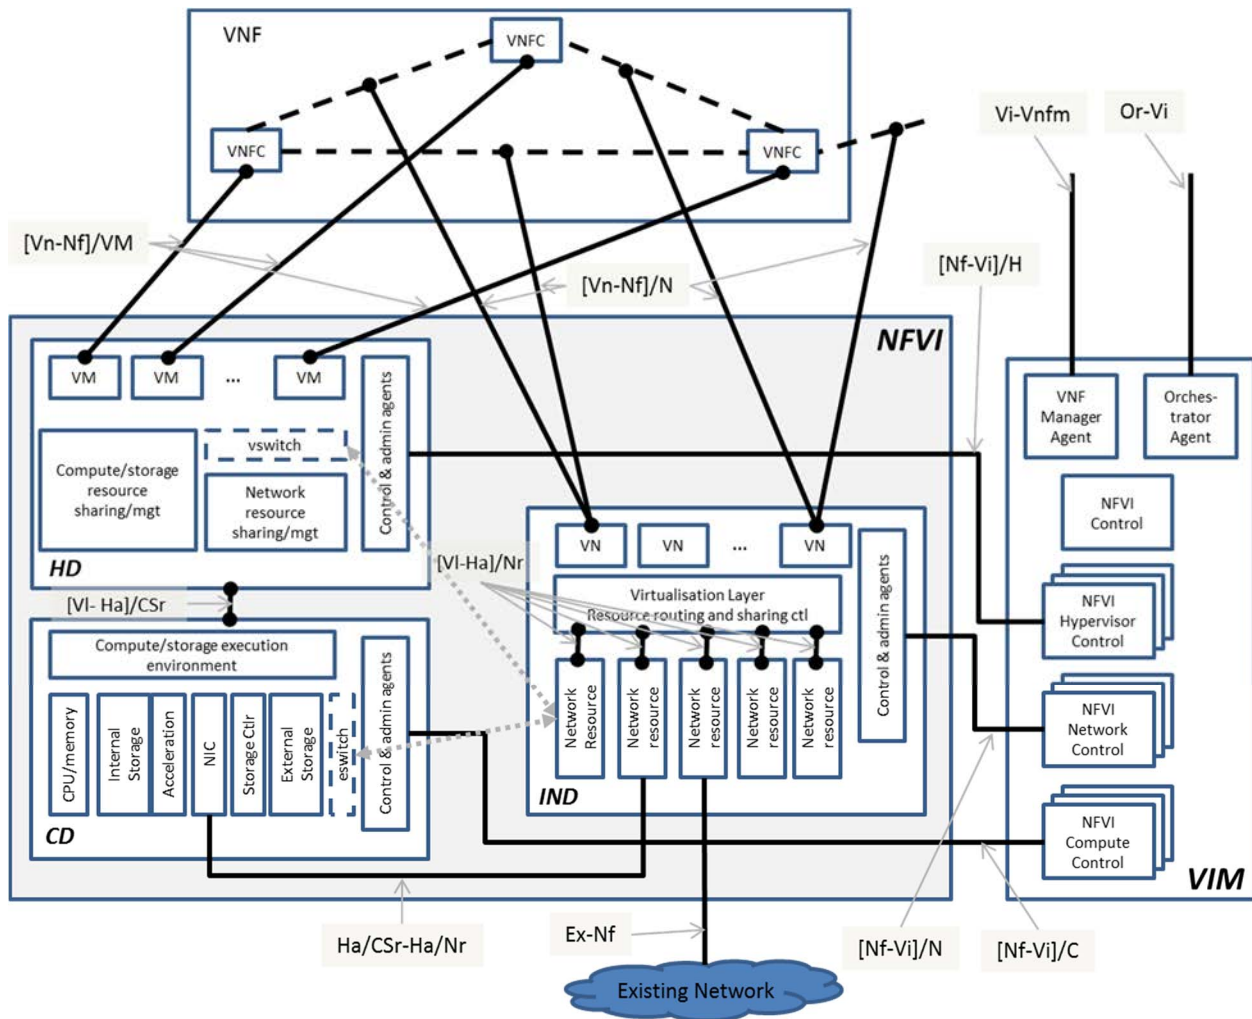 VNF
VNFC
VNFC
VNFC
Vi-Vnfm
Or-Vi
[Vn-Nf]/VM
[Vn-Nf]/N
[Nf-Vi]/H
NFVI
VM
VM
...
VM
Control & admin agents
vswitch
Compute/storage
resource
sharing/mgt
Network
resource
sharing/mgt
HD
[Vl- Ha]/CSr
Compute/storage execution
environment
CPU/memory
Internal
Storage
Acceleration
NIC
Storage Ctlr
External
Storage
eswitch
Control & admin agents
CD
[Vl-Ha]/Nr
VN
VN
...
VN
Control & admin agents
Virtualisation Layer
Resource routing and sharing ctl
Network
Resource
Network
resource
Network
resource
Network
resource
Network
resource
IND
VNF
Manager
Agent
Orches-
trator
Agent
NFVI
Control
NFVI
Hypervisor
Control
NFVI
Network
Control
NFVI
Compute
Control
VIM
Ha/CSr-Ha/Nr
Ex-Nf
[Nf-Vi]/N
[Nf-Vi]/C
Existing Network